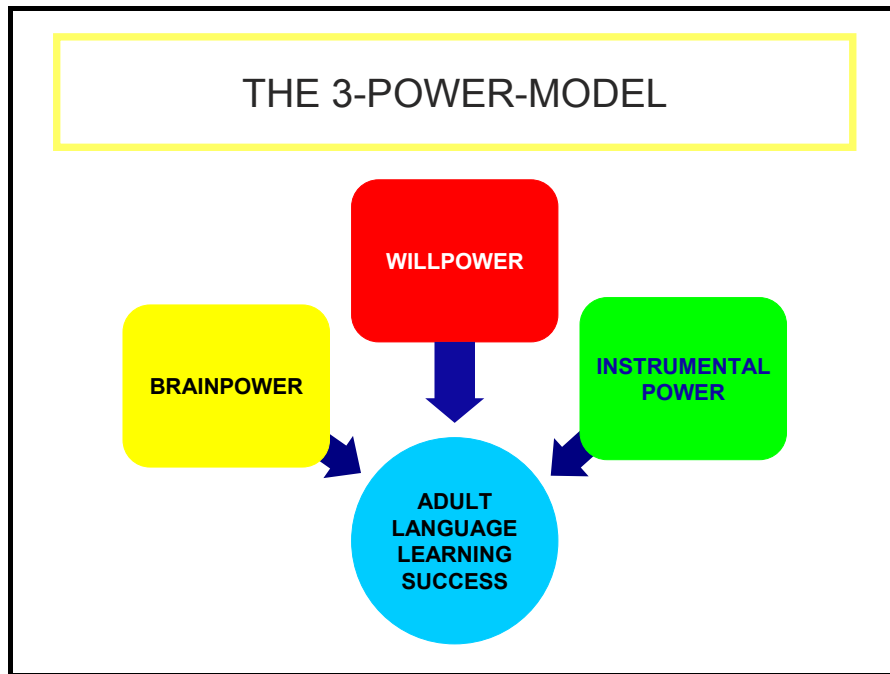 THE 3-POWER-MODEL
WILLPOWER
BRAINPOWER
INSTRUMENTAL
POWER
ADULT
LANGUAGE
LEARNING
SUCCESS